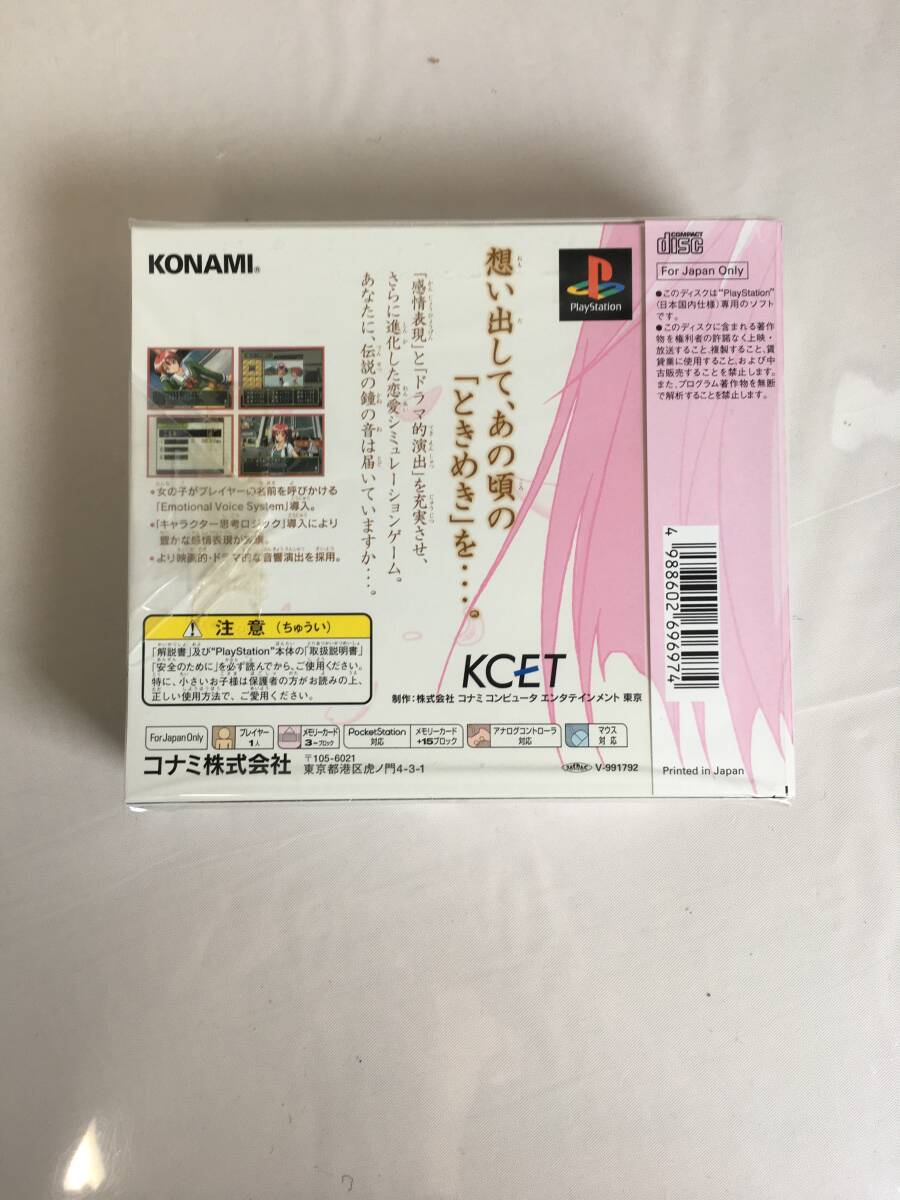 KONAMI
想い出して、あの頃の
「ときめき」を・・・。
『感情表現』と『ドラマ的演出』を充実させ、
さらに進化した恋愛シミュレーションゲーム。
あなたに、伝説の鐘の音は届いていますか・・・。
PlayStation
•女の子がプレイヤーの名前を呼びかける
「Emotional Voice System」導入。
•「キャラクター思考ロジック」導入により
豊かな感情表現が
•より映画的・ドラマ的な音響演出を採用。
注意(ちゅうい)
「解説書」及び"PlayStation"本体の「取扱説明書」
「安全のために」を必ず読んでから、ご使用ください。
特に、小さいお子様は保護者の方がお読みの上、
正しい使用方法で、ご愛用ください。
KCET
制作:株式会社 コナミ コンピュータ エンタテインメント 東京
For Japan Only
プレイヤー
1人
メモリーカード
3ーブロック
PocketStation
対応
メモリーカード
+15ブロック
アナログコントローラ
対応
マウス
対応
コナミ株式会社
〒105-6021
東京都港区虎ノ門4-3-1
V-991792
COMPACT
disc
For Japan Only
●このディスクは"PlayStation"
(日本国内仕様)専用のソフト
です。
●このディスクに含まれる著作
物を権利者の許諾なく上映・
放送すること、複製すること、賃
貸業に使用すること、および中
古販売することを禁止します。
また、プログラム著作物を無断
で解析することを禁止します。
4 988602 696974
Printed in Japan